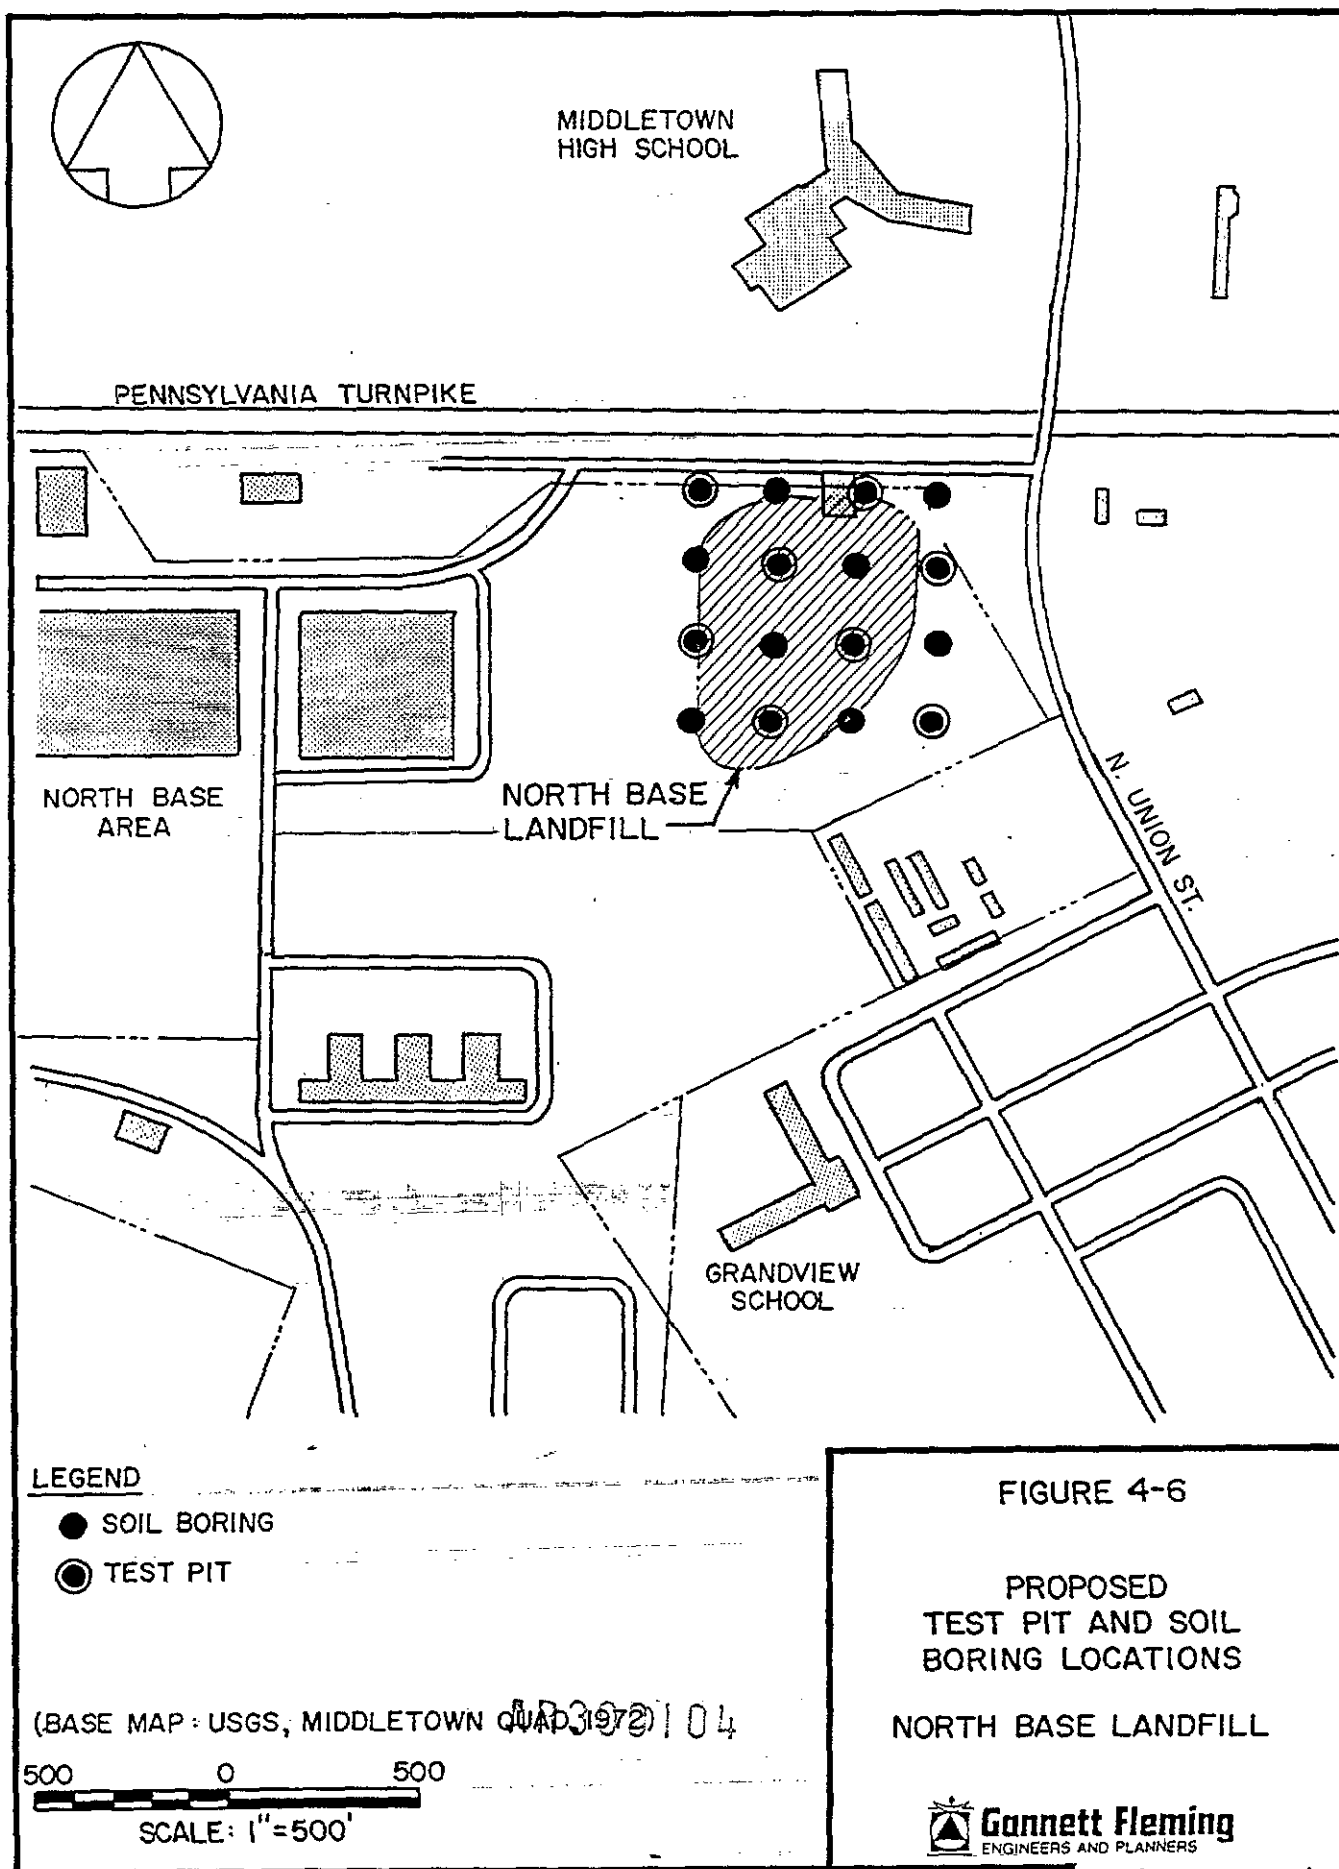 MIDDLETOWN
HIGH SCHOOL
PENNSYLVANIA TURNPIKE
NORTH BASE
AREA
NORTH BASE
LANDFILL
N. UNION ST.
GRANDVIEW
SCHOOL
LEGEND
SOIL BORING
TEST PIT
(BASE MAP: USGS, MIDDLETOWN QUAD, 1972)
500 0 500
SCALE: 1"=500'
FIGURE 4-6
PROPOSED
TEST PIT AND SOIL
BORING LOCATIONS
NORTH BASE LANDFILL
Gannett Fleming
ENGINEERS AND PLANNERS